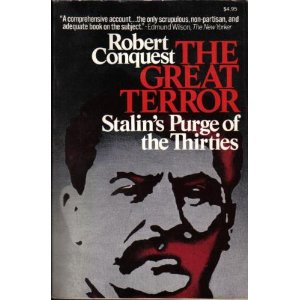 $4.95
"A comprehensive account...the only scrupulous, non-partisan, and
adequate book on the subject." -Edmund Wilson, The New Yorker
Robert THE
Conquest GREAT
TERROR
Stalin's Purge of
the Thirties